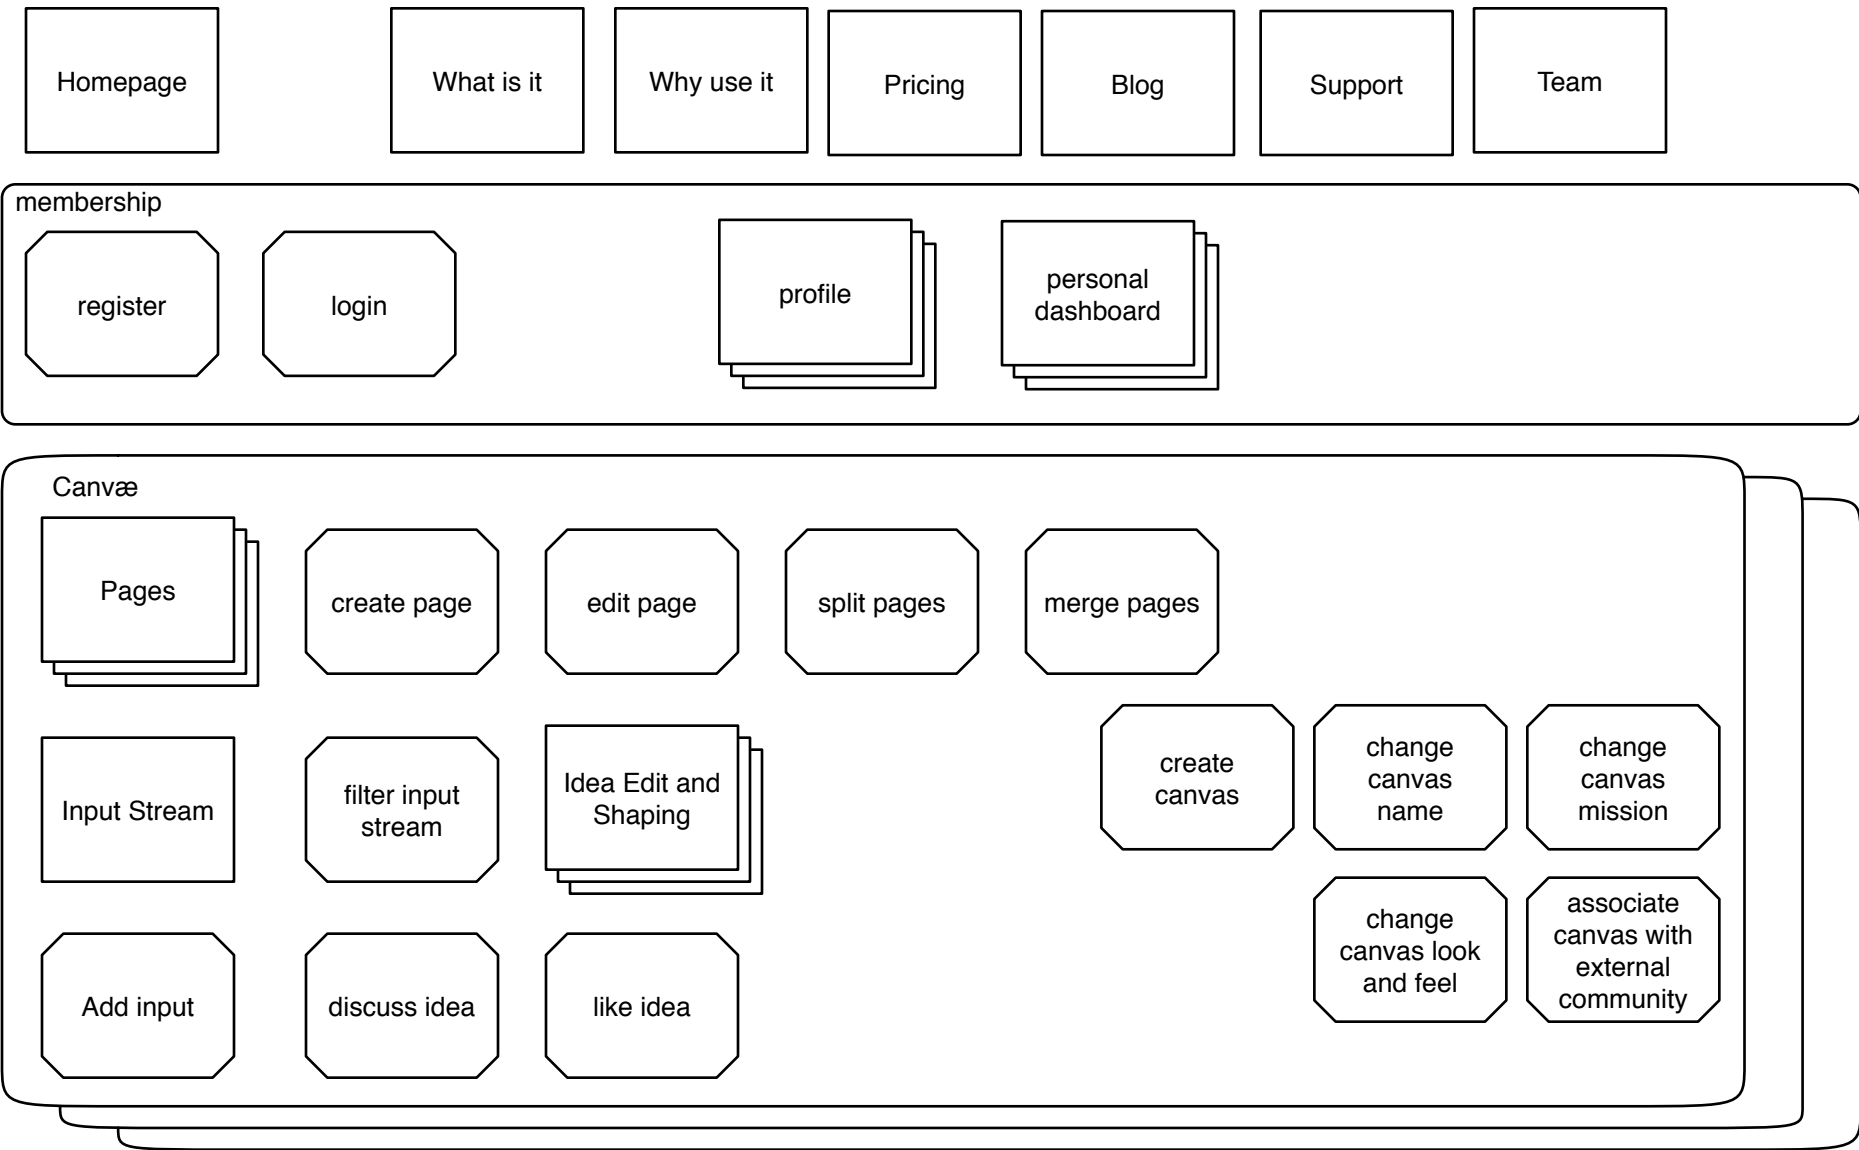 Homepage
What is it
Why use it
Pricing
Blog
Support
Team
membership
register
login
profile
personal
dashboard
Canvæ
Pages
create page
edit page
split pages
merge pages
Input Stream
filter input
stream
Idea Edit and
Shaping
create
canvas
change
canvas
name
change
canvas
mission
Add input
discuss idea
like idea
change
canvas look
and feel
associate
canvas with
external
community